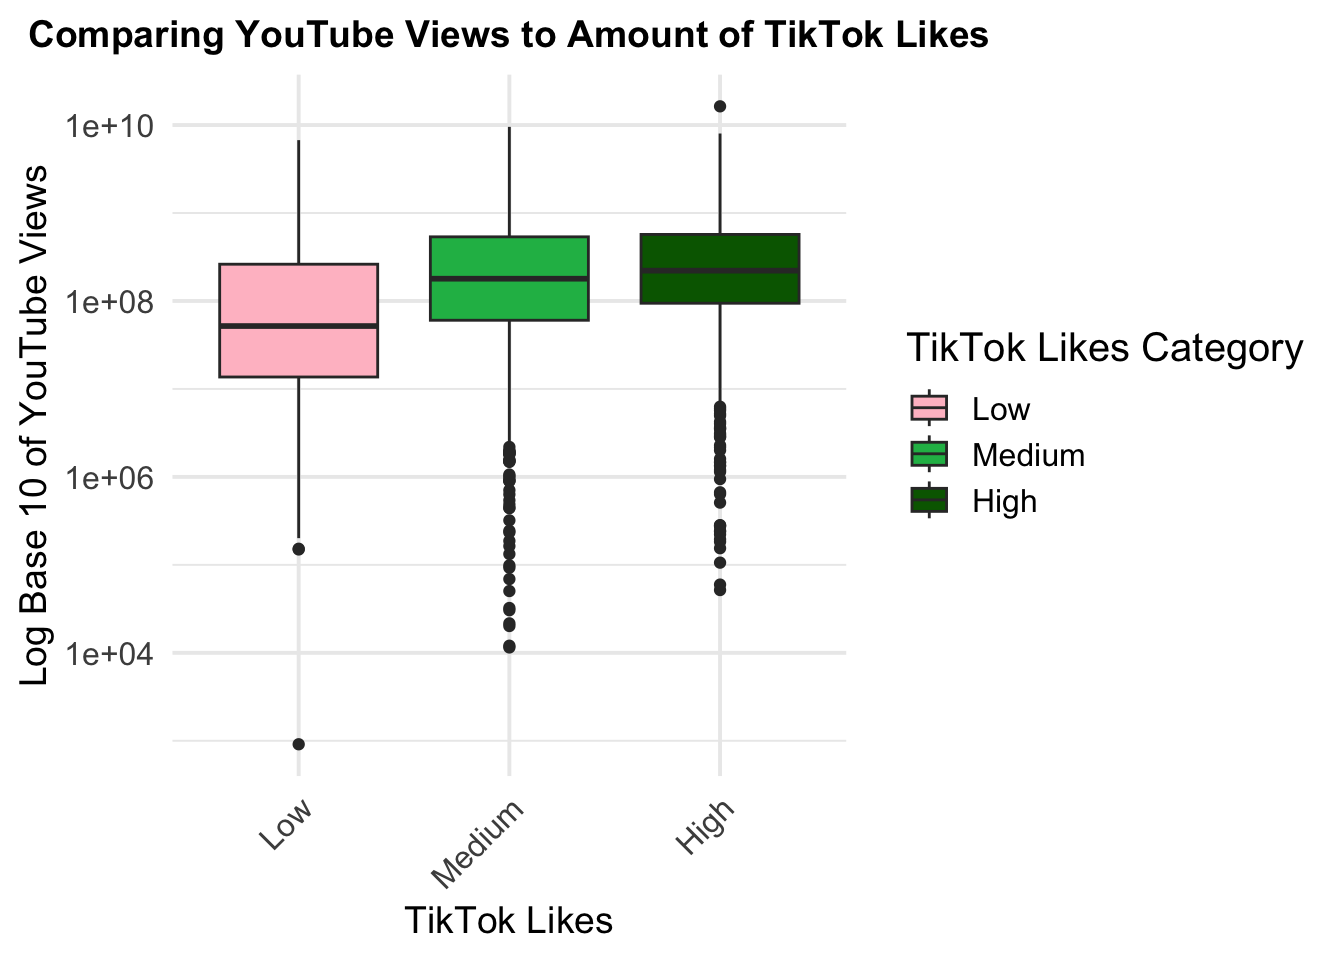 Comparing YouTube Views to Amount of TikTok Likes
Log Base 10 of YouTube Views
1e+10
1e+08
1e+06
1e+04
Low
Medium
High
TikTok Likes
TikTok Likes Category
Low
Medium
High